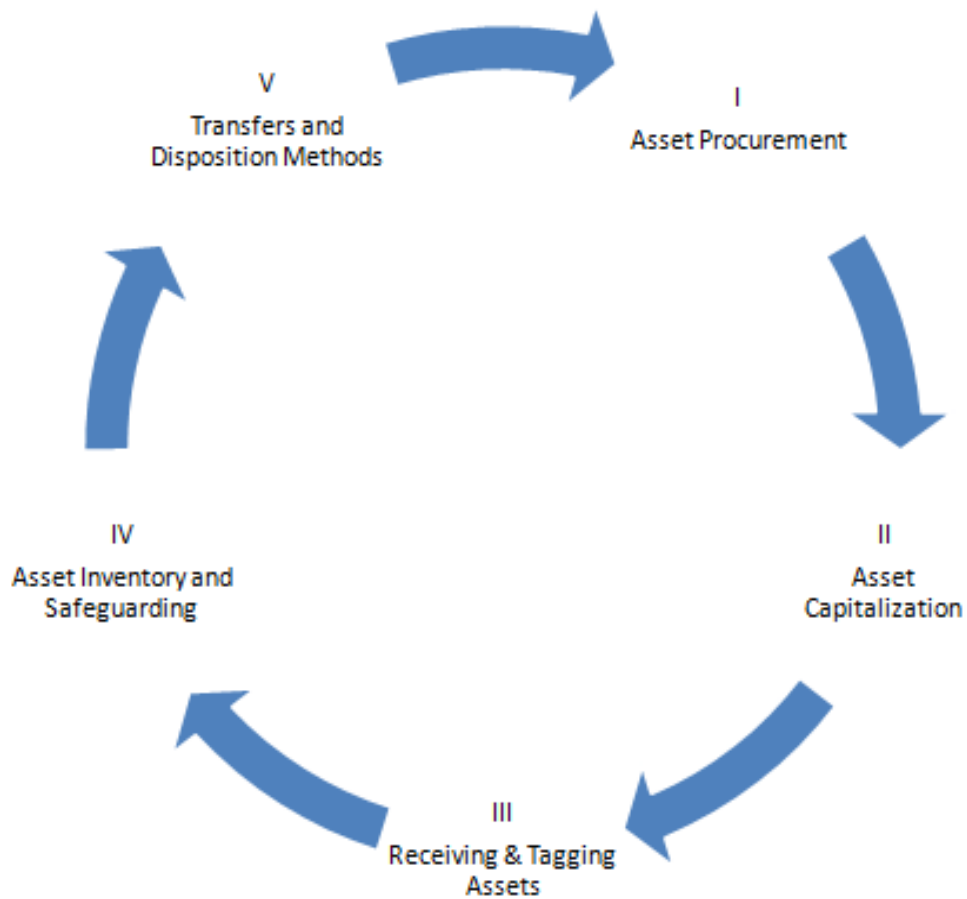 I
Asset Procurement
II
Asset
Capitalization
III
Receiving & Tagging
Assets
IV
Asset Inventory and
Safeguarding
V
Transfers and
Disposition Methods